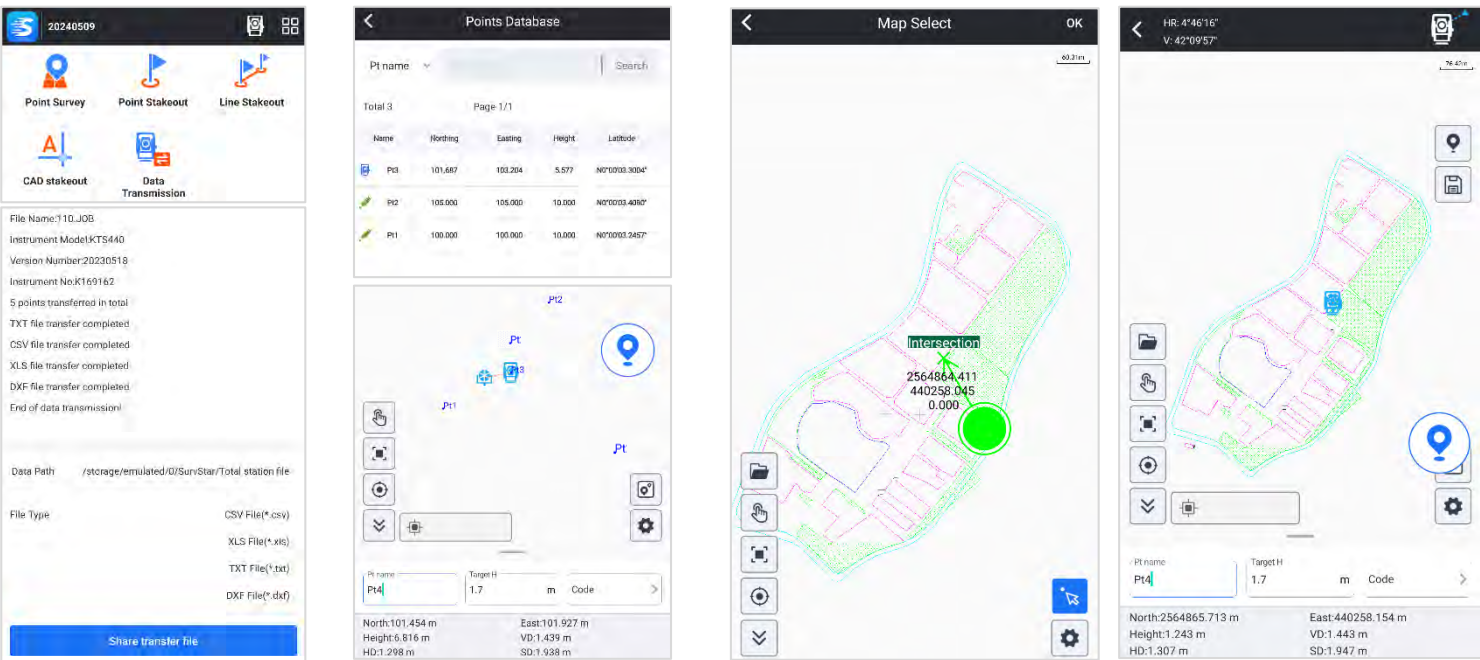 20240509
Point Survey
Point Stakeout
Line Stakeout
CAD stakeout
Data
Transmission
File Name:110.JOB
Instrument Model:KTS440
Version Number:20230518
Instrument No:K169162
5 points transferred in total
TXT file transfer completed
CSV file transfer completed
XLS file transfer completed
DXF file transfer completed
End of data transmission!
Data Path /storage/emulated/0/SurvStar/Total station file
File Type CSV File(*.csv)
XLS File(*.xls)
TXT File(*.txt)
DXF File(*.dxf)
Share transfer file
Points Database
Pt name Search
Total 3 Page 1/1
Name Northing Easting Height Latitude
Pt3 101.687 103.204 5.577 N0°00'03.3004"
Pt2 105.000 105.000 10.000 N0°00'03.4080"
Pt1 100.000 100.000 10.000 N0°00'03.2457"
Pt2
Pt
Pt3
Pt1
Pt
Pt name Target H
Pt4 1.7 m Code
North:101.454 m East:101.927 m
Height:6.816 m VD:1.439 m
HD:1.298 m SD:1.938 m
Map Select OK
60.21m
Intersection
2564864.411
440258.045
0.000
HR: 4°46'16"
V: 42°09'57"
76.42m
Pt name Target H
Pt4 1.7 m Code
North:2564865.713 m East:440258.154 m
Height:1.243 m VD:1.443 m
HD:1.307 m SD:1.947 m